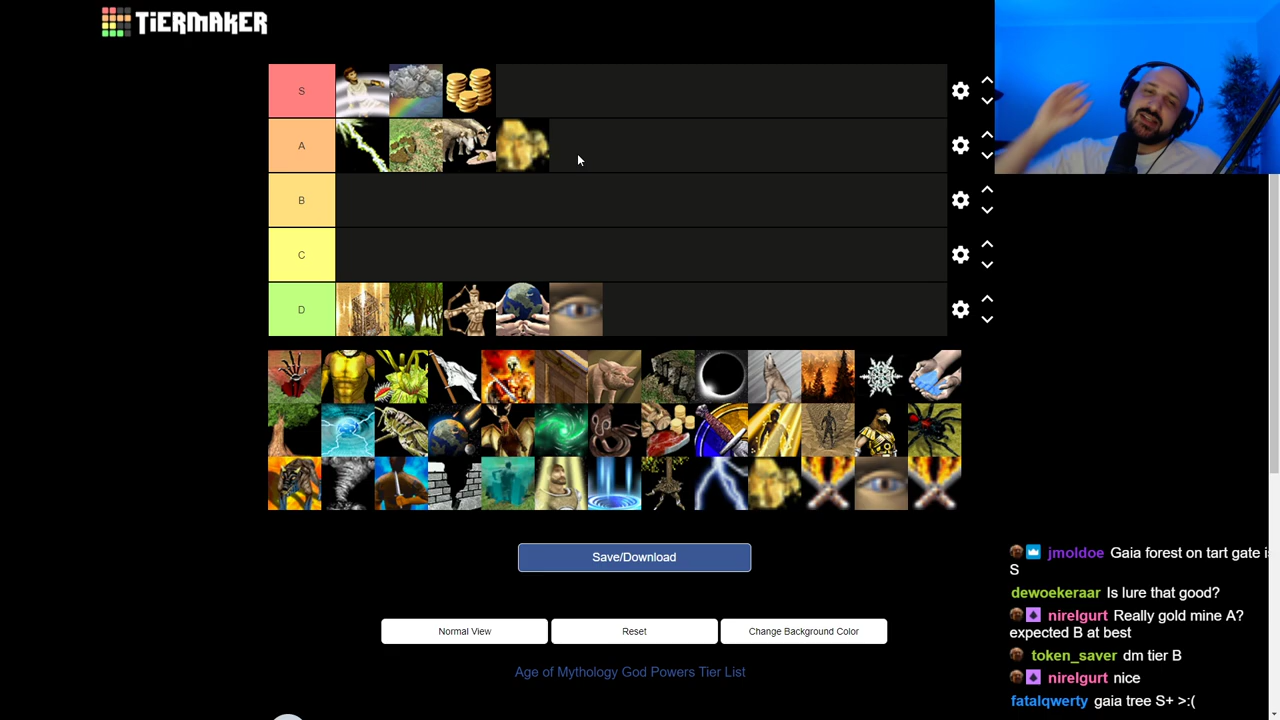 TiERMAKER
S
A
B
C
D
Save/Download
Normal View
Reset
Change Background Color
Age of Mythology God Powers Tier List
jmoldoe Gaia forest on tart gate is
S
dewoekeraar Is lure that good?
nirelgurt Really gold mine A?
expected B at best
token_saver dm tier B
nirelgurt nice
fatalqwerty gaia tree S+ >:(